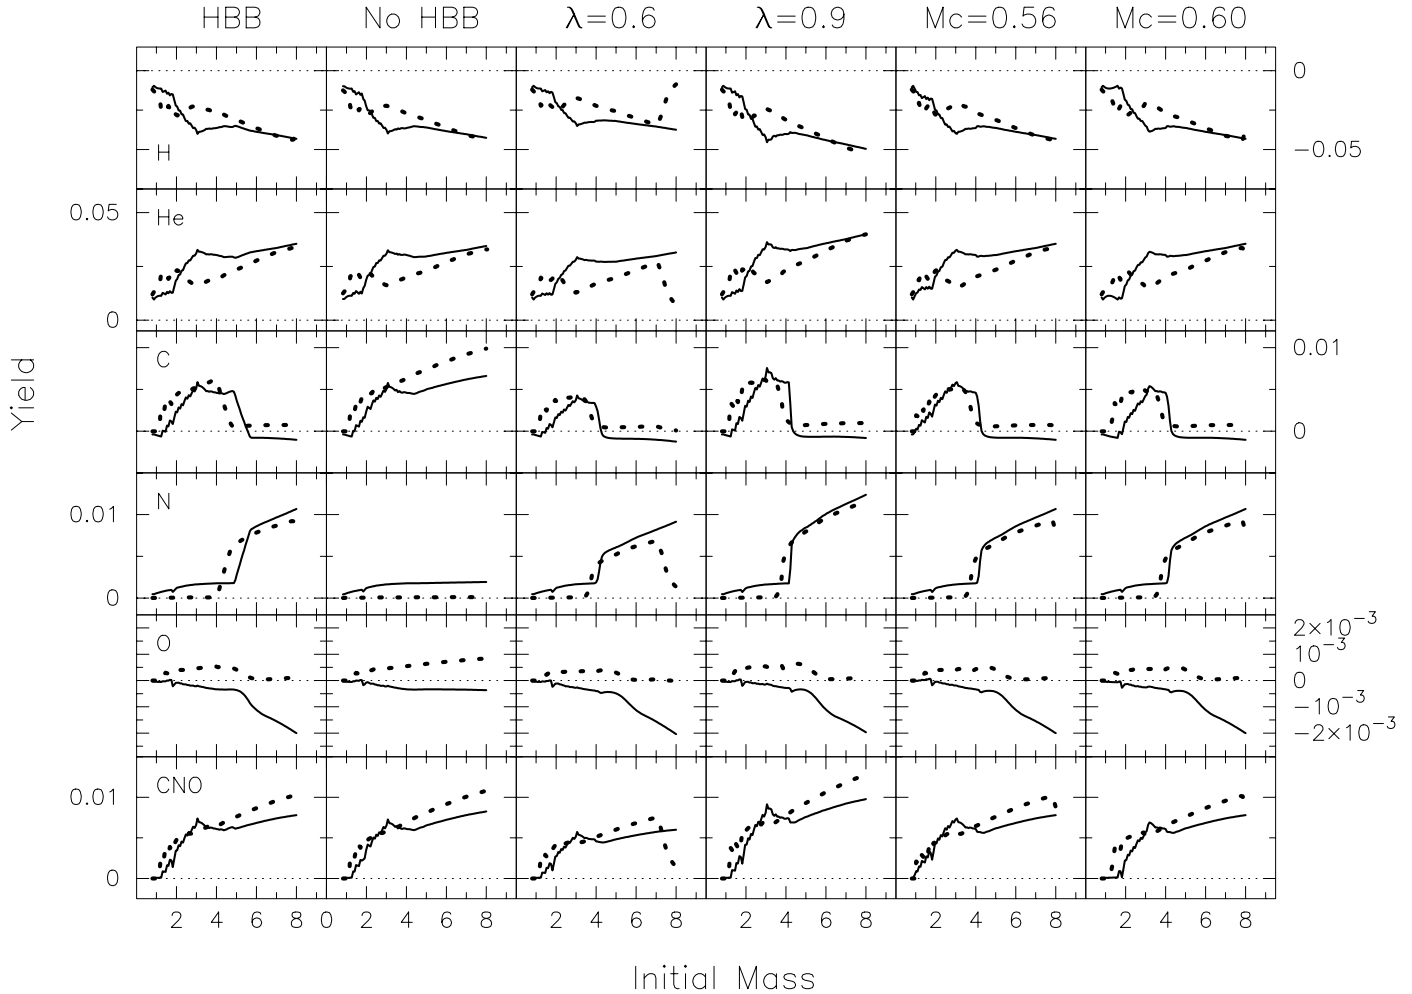 HBB No HBB λ=0.6 λ=0.9 Mc=0.56 Mc=0.60
0
H
−0.05
0.05
He
0
C
0.01
0
Yield
N
0.01
0
O
2×10⁻³
10⁻³
0
−10⁻³
−2×10⁻³
CNO
0.01
0
2 4 6 8 0 2 4 6 8 2 4 6 8 2 4 6 8 2 4 6 8 2 4 6 8
Initial Mass